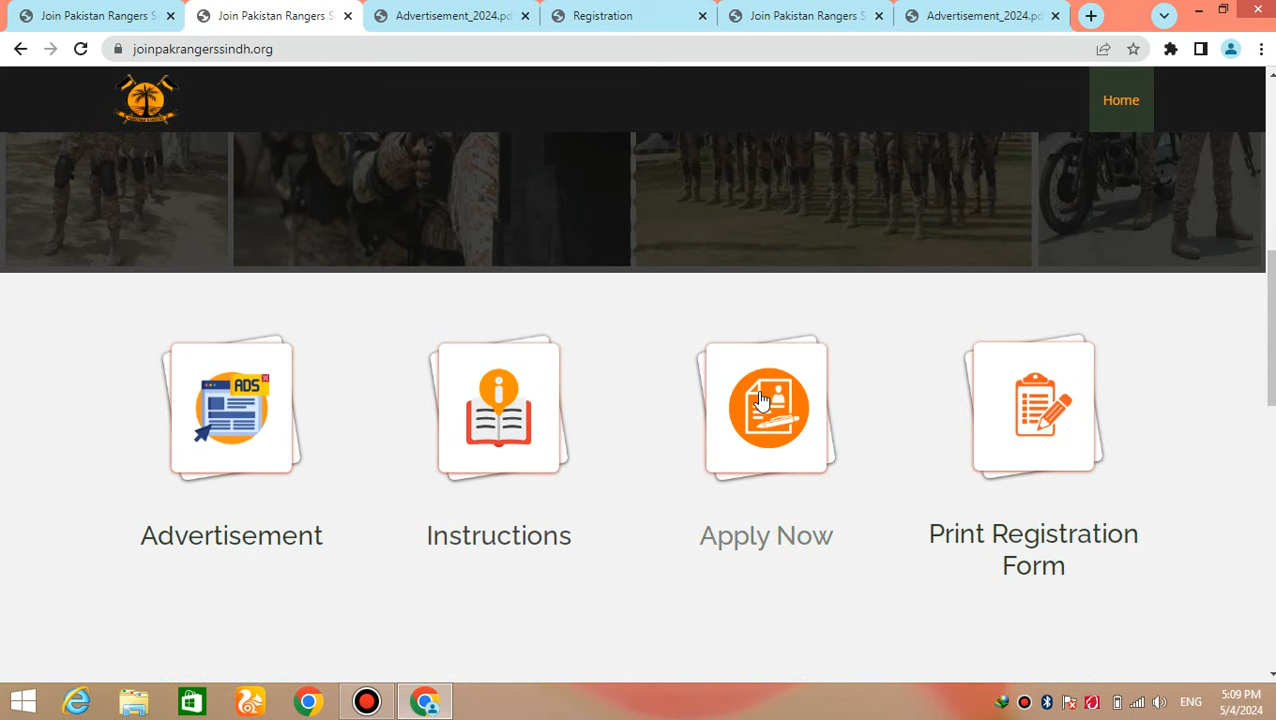 Join Pakistan Rangers S
Join Pakistan Rangers S
Advertisement_2024.pd
Registration
Join Pakistan Rangers S
Advertisement_2024.pd
joinpakrangerssindh.org
Home
ADS
Advertisement
Instructions
Apply Now
Print Registration
Form
ENG
5:09 PM
5/4/2024